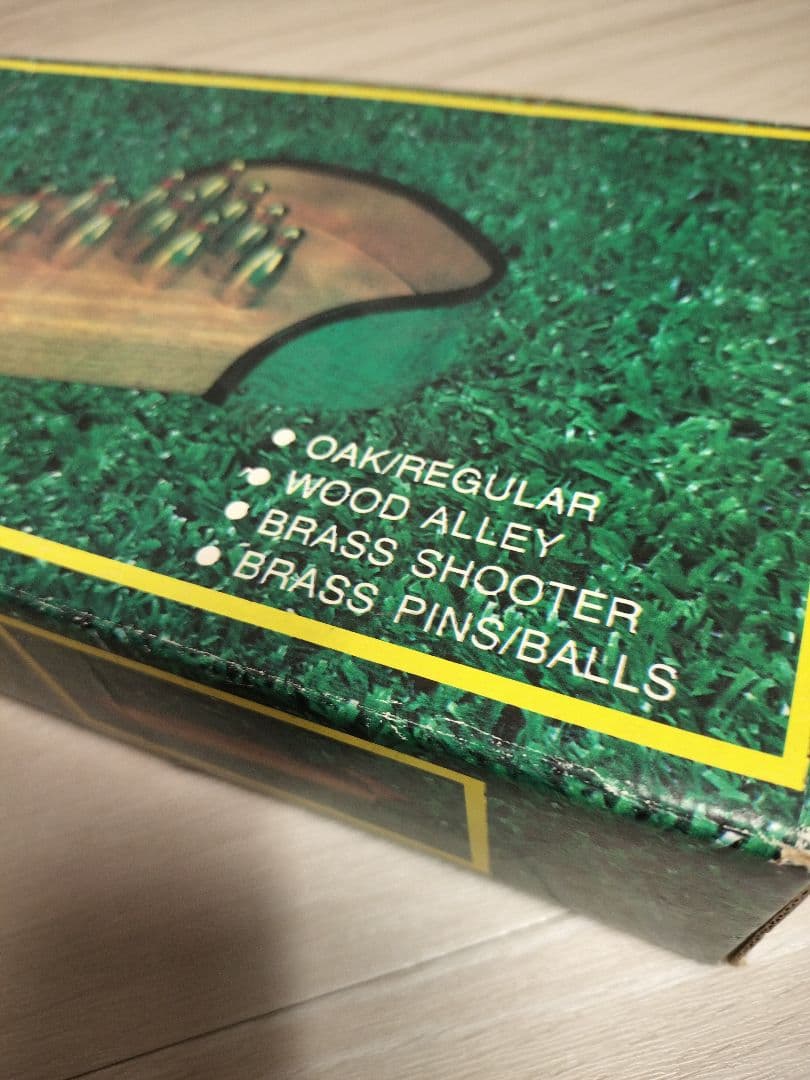 ● OAK/REGULAR
● WOOD ALLEY
● BRASS SHOOTER
● BRASS PINS/BALLS